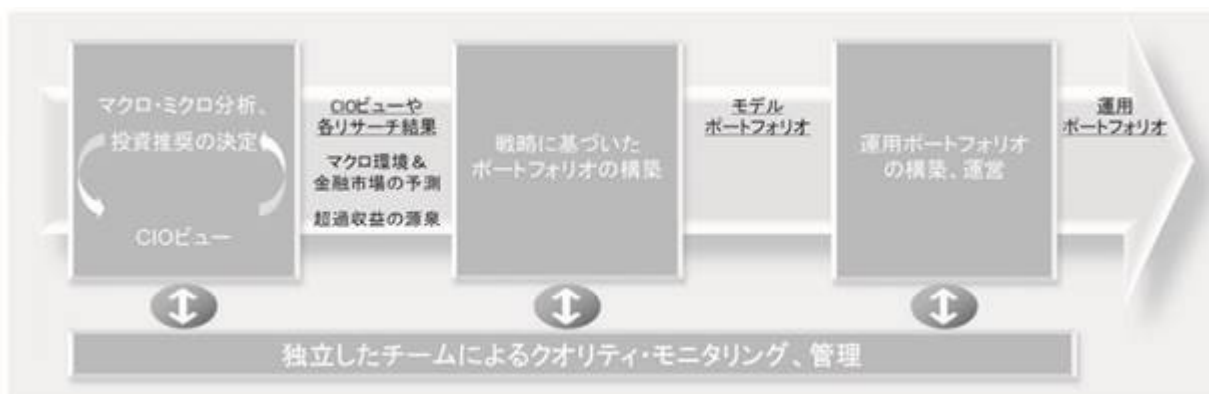 マクロ・ミクロ分析、
投資推奨の決定
CIOビュー
CIOビューや
各リサーチ結果
マクロ環境&
金融市場の予測
超過収益の源泉
戦略に基づいた
ポートフォリオの構築
モデル
ポートフォリオ
運用ポートフォリオ
の構築、運営
運用
ポートフォリオ
独立したチームによるクオリティ・モニタリング、管理